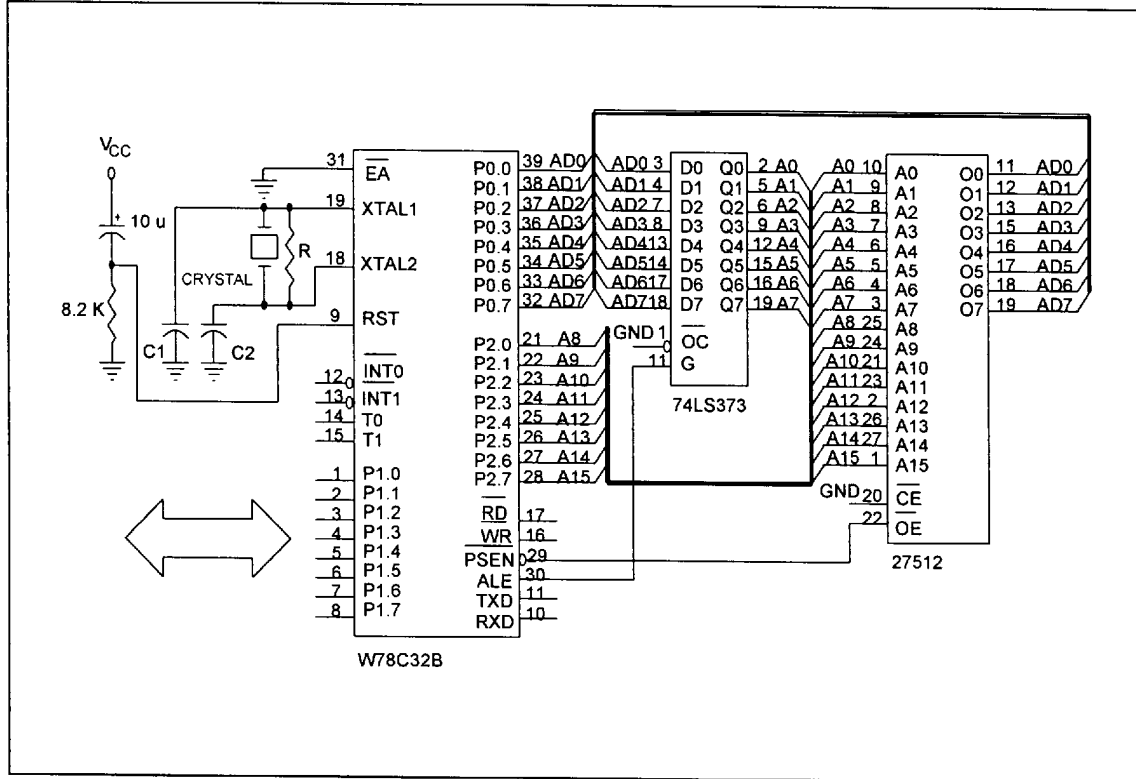 VCC
+ 10 u
8.2 K
C1
C2
CRYSTAL
R
31 EA
19 XTAL1
18 XTAL2
9 RST
12 INT0
13 INT1
14 T0
15 T1
1 P1.0
2 P1.1
3 P1.2
4 P1.3
5 P1.4
6 P1.5
7 P1.6
8 P1.7
P0.0 39 AD0
P0.1 38 AD1
P0.2 37 AD2
P0.3 36 AD3
P0.4 35 AD4
P0.5 34 AD5
P0.6 33 AD6
P0.7 32 AD7
P2.0 21 A8
P2.1 22 A9
P2.2 23 A10
P2.3 24 A11
P2.4 25 A12
P2.5 26 A13
P2.6 27 A14
P2.7 28 A15
RD 17
WR 16
PSEN 29
ALE 30
TXD 11
RXD 10
W78C32B
AD0 3 D0 Q0 2 A0
AD1 4 D1 Q1 5 A1
AD2 7 D2 Q2 6 A2
AD3 8 D3 Q3 9 A3
AD4 13 D4 Q4 12 A4
AD5 14 D5 Q5 15 A5
AD6 17 D6 Q6 16 A6
AD7 18 D7 Q7 19 A7
GND 1 OC
11 G
74LS373
A0 10 A0 O0 11 AD0
A1 9 A1 O1 12 AD1
A2 8 A2 O2 13 AD2
A3 7 A3 O3 15 AD3
A4 6 A4 O4 16 AD4
A5 5 A5 O5 17 AD5
A6 4 A6 O6 18 AD6
A7 3 A7 O7 19 AD7
A8 25 A8
A9 24 A9
A10 21 A10
A11 23 A11
A12 2 A12
A13 26 A13
A14 27 A14
A15 1 A15
GND 20 CE
22 OE
27512